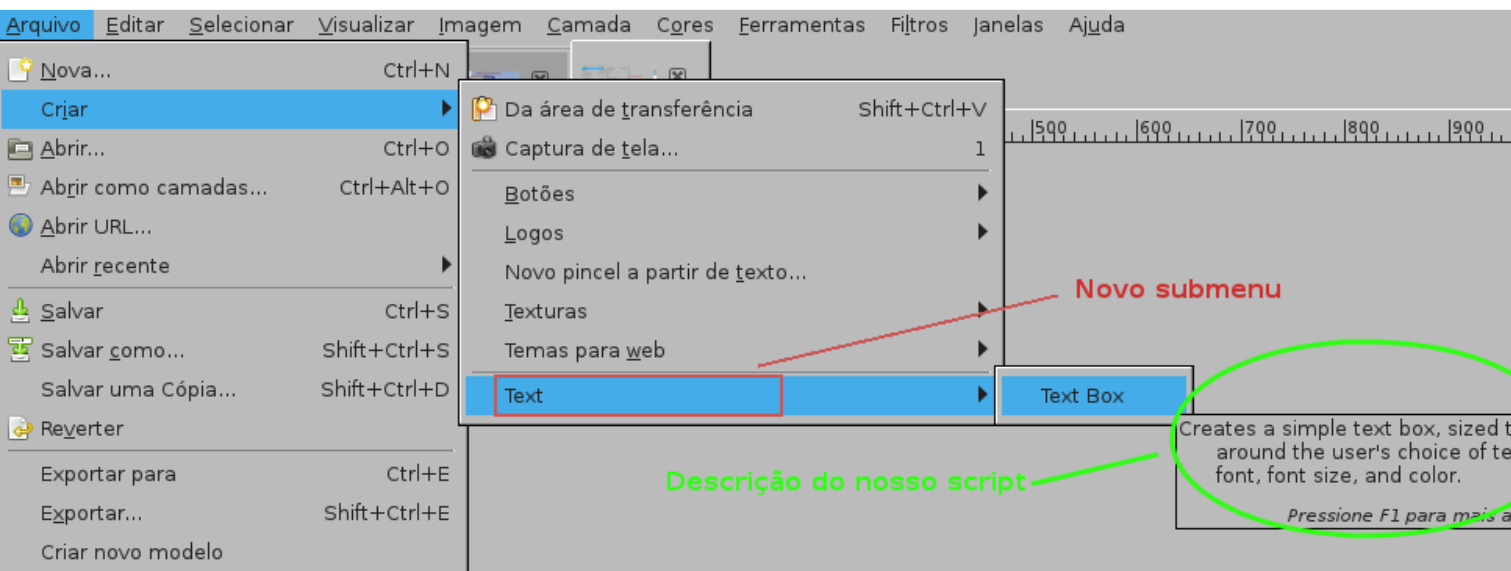 Arquivo Editar Selecionar Visualizar Imagem Camada Cores Ferramentas Filtros Janelas Ajuda
Nova... Ctrl+N
Criar
Abrir... Ctrl+O
Abrir como camadas... Ctrl+Alt+O
Abrir URL...
Abrir recente
Salvar Ctrl+S
Salvar como... Shift+Ctrl+S
Salvar uma Cópia... Shift+Ctrl+D
Reverter
Exportar para Ctrl+E
Exportar... Shift+Ctrl+E
Criar novo modelo
Da área de transferência Shift+Ctrl+V
Captura de tela... 1
Botões
Logos
Novo pincel a partir de texto...
Texturas
Temas para web
Text
500 600 700 800 900
Novo submenu
Text Box
Creates a simple text box, sized
around the user's choice of
font, font size, and color.
Pressione F1 para mais
Descrição do nosso script